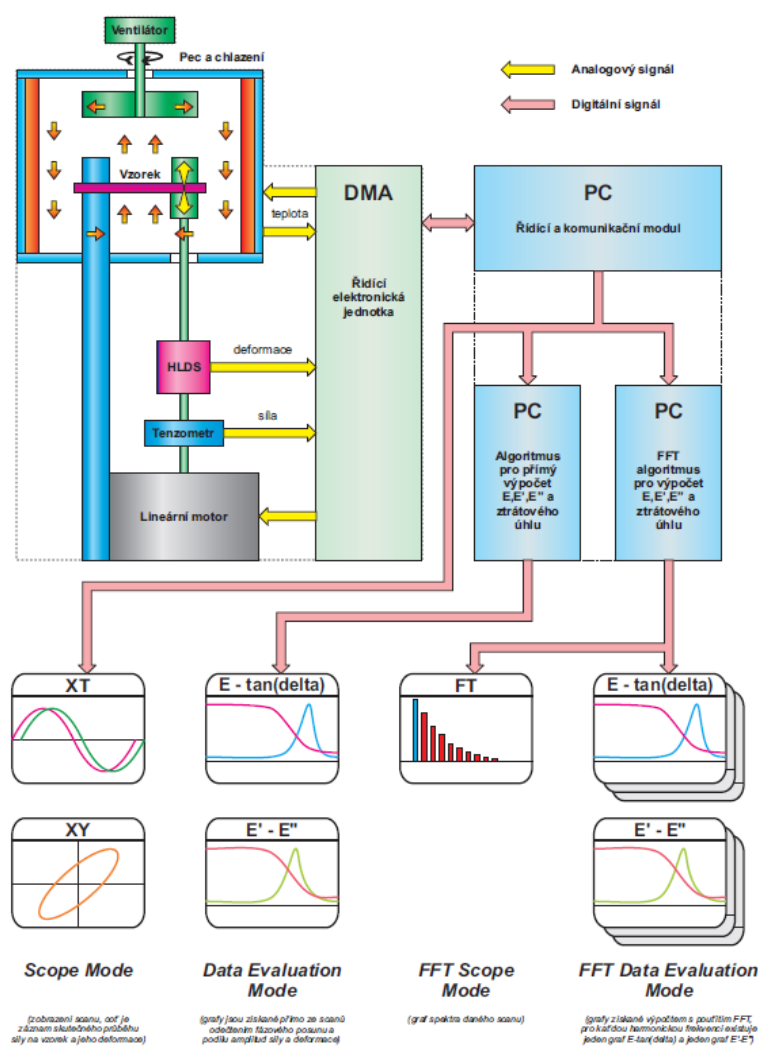 Ventilátor
Pec a chlazení
Analogový signál
Digitální signál
Vzorek
teplota
DMA
Řídící
elektronická
jednotka
PC
Řídící a komunikační modul
deformace
HLDS
síla
Tenzometr
Lineární motor
PC
Algoritmus
pro přímý
výpočet
E,E',E" a
ztrátového
úhlu
PC
FFT
algoritmus
pro výpočet
E,E',E" a
ztrátového
úhlu
XT
E - tan(delta)
FT
E - tan(delta)
XY
E' - E"
E' - E"
Scope Mode
(zobrazení scanu, coť je
záznam skutečného průběhu
síly na vzorek a jeho deformace)
Data Evaluation
Mode
(grafy jsou získané přímo ze scanů
odečtením fázového posunu a
podílu amplitud síly a deformace)
FFT Scope
Mode
(graf spektra daného scanu)
FFT Data Evaluation
Mode
(grafy získané výpočtem s pouťitím FFT,
pro kaťdou harmonickou frekvenci existuje
jeden graf E-tan(delta) a jeden graf E'-E")